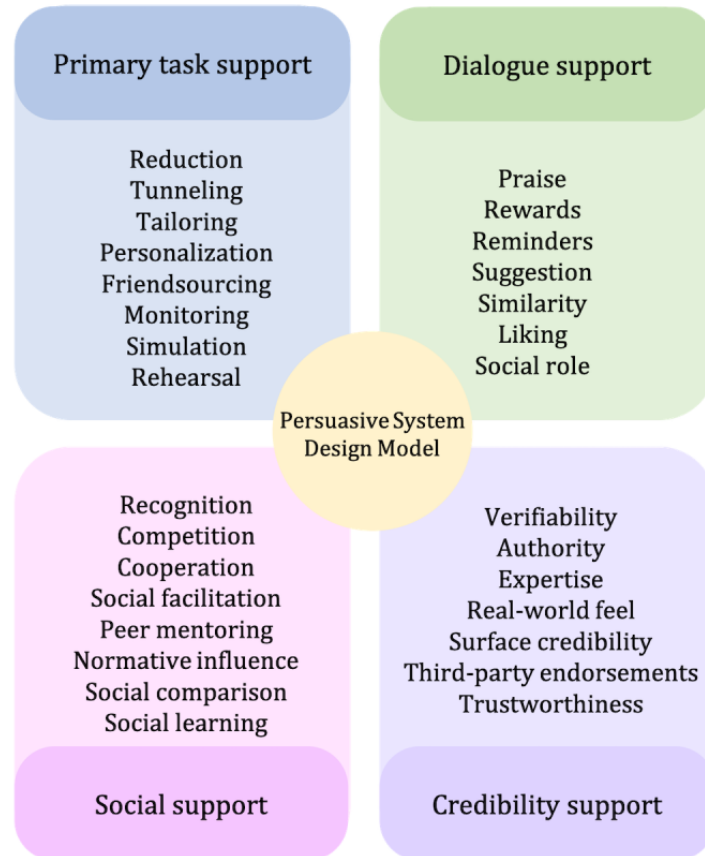 Primary task support
Reduction
Tunneling
Tailoring
Personalization
Friendsourcing
Monitoring
Simulation
Rehearsal
Dialogue support
Praise
Rewards
Reminders
Suggestion
Similarity
Liking
Social role
Persuasive System
Design Model
Recognition
Competition
Cooperation
Social facilitation
Peer mentoring
Normative influence
Social comparison
Social learning
Social support
Verifiability
Authority
Expertise
Real-world feel
Surface credibility
Third-party endorsements
Trustworthiness
Credibility support